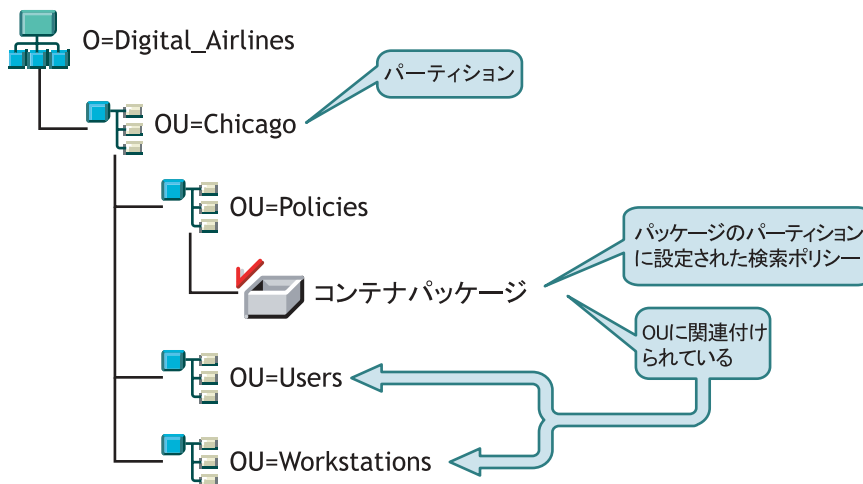 O=Digital_Airlines
パーティション
OU=Chicago
OU=Policies
パッケージのパーティション
に設定された検索ポリシー
コンテナパッケージ
OUに関連付け
られている
OU=Users
OU=Workstations